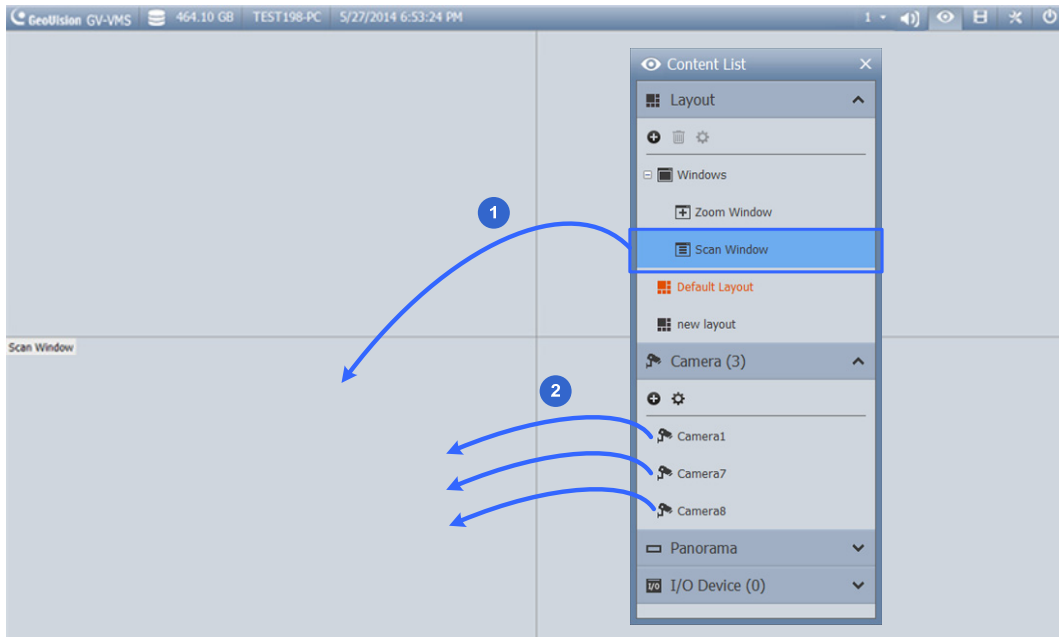 GeoVision GV-VMS 464.10 GB TEST198-PC 5/27/2014 6:53:24 PM 1
Content List
Layout
Windows
1
Zoom Window
Scan Window
Default Layout
new layout
Scan Window
Camera (3)
2
Camera1
Camera7
Camera8
Panorama
I/O I/O Device (0)